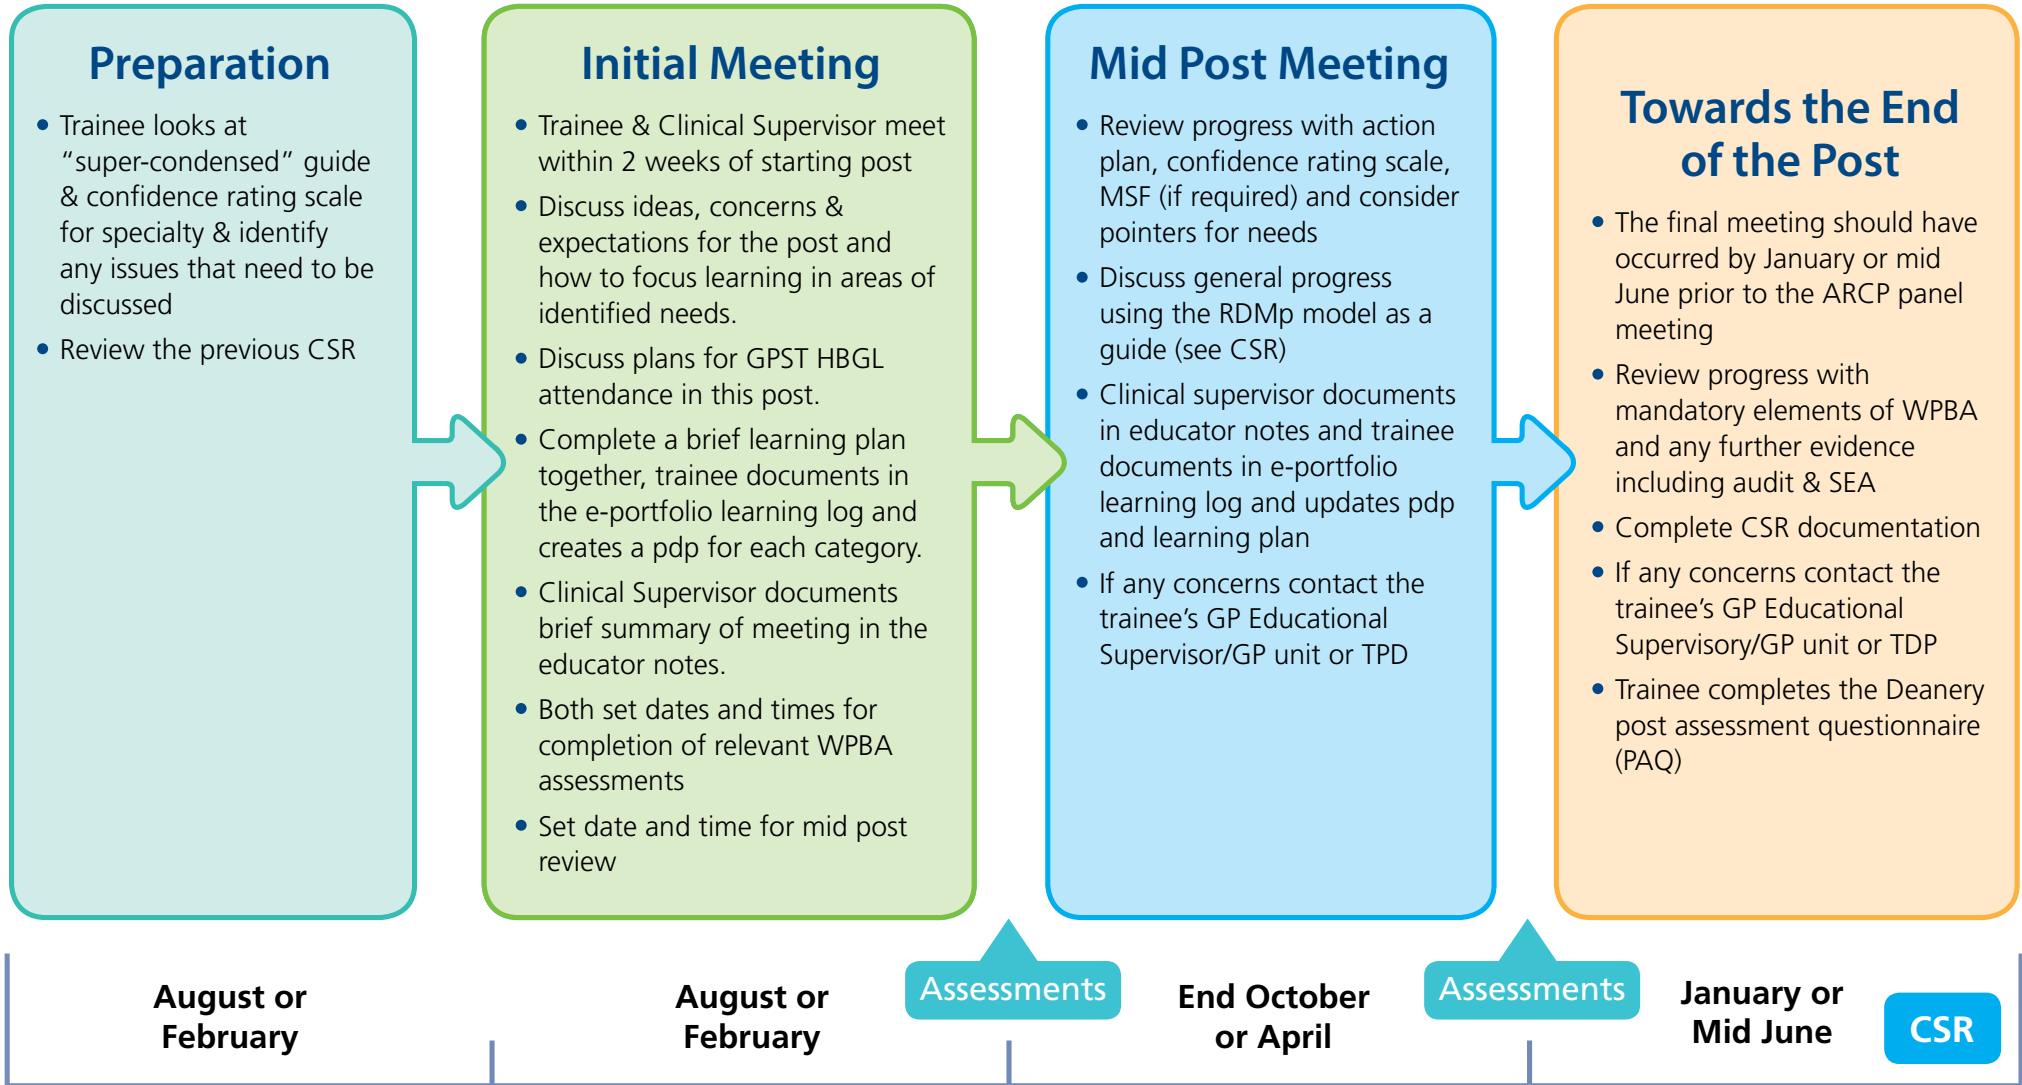 Preparation
• Trainee looks at
“super-condensed” guide
& confidence rating scale
for specialty & identify
any issues that need to be
discussed
• Review the previous CSR
Initial Meeting
• Trainee & Clinical Supervisor meet
within 2 weeks of starting post
• Discuss ideas, concerns &
expectations for the post and
how to focus learning in areas of
identified needs.
• Discuss plans for GPST HBGL
attendance in this post.
• Complete a brief learning plan
together, trainee documents in
the e-portfolio learning log and
creates a pdp for each category.
• Clinical Supervisor documents
brief summary of meeting in the
educator notes.
• Both set dates and times for
completion of relevant WPBA
assessments
• Set date and time for mid post
review
Mid Post Meeting
• Review progress with action
plan, confidence rating scale,
MSF (if required) and consider
pointers for needs
• Discuss general progress
using the RDMp model as a
guide (see CSR)
• Clinical supervisor documents
in educator notes and trainee
documents in e-portfolio
learning log and updates pdp
and learning plan
• If any concerns contact the
trainee’s GP Educational
Supervisor/GP unit or TPD
Towards the End
of the Post
• The final meeting should have
occurred by January or mid
June prior to the ARCP panel
meeting
• Review progress with
mandatory elements of WPBA
and any further evidence
including audit & SEA
• Complete CSR documentation
• If any concerns contact the
trainee’s GP Educational
Supervisory/GP unit or TDP
• Trainee completes the Deanery
post assessment questionnaire
(PAQ)
August or
February
August or
February
Assessments
End October
or April
Assessments
January or
Mid June
CSR